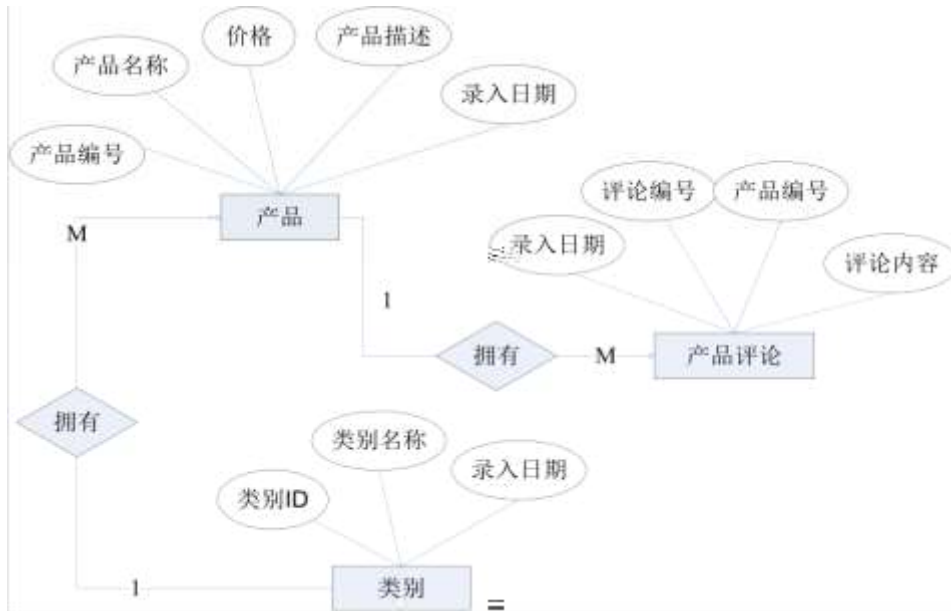 价格
产品描述
产品名称
录入日期
产品编号
产品
M
评论编号
产品编号
录入日期
评论内容
1
拥有
M
产品评论
拥有
类别名称
录入日期
类别ID
1
类别